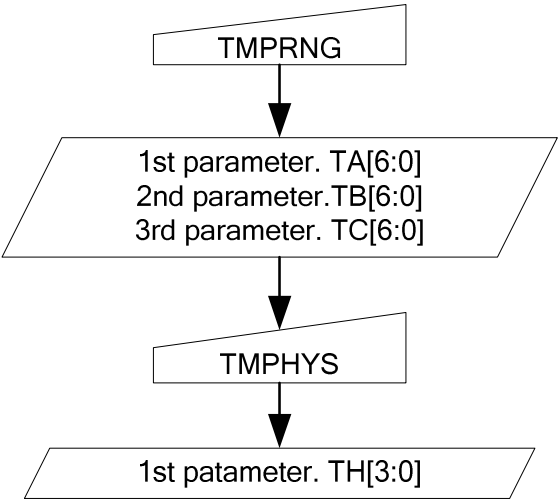 TMPRNG
1st parameter. TA[6:0]
2nd parameter.TB[6:0]
3rd parameter. TC[6:0]
TMPHYS
1st patameter. TH[3:0]